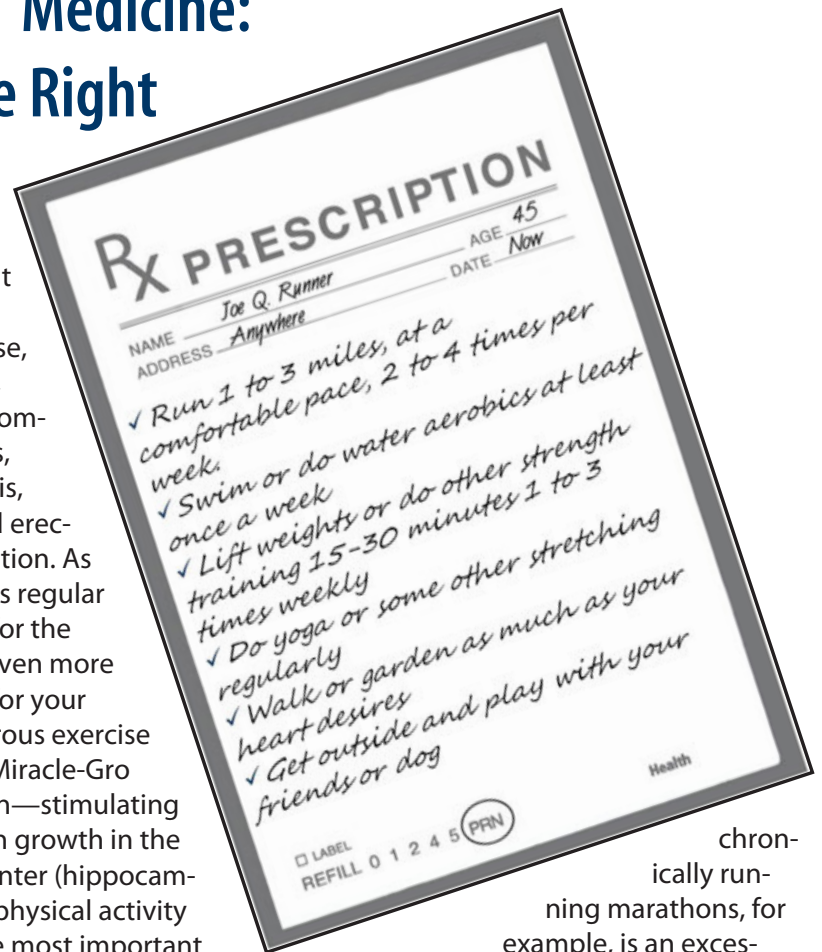 Medicine:
e Right
t
se,
om-
s,
is,
l erec-
tion. As
s regular
or the
ven more
or your
rous exercise
Miracle-Gro
n—stimulating
n growth in the
nter (hippocam-
physical activity
e most important
Rx PRESCRIPTION
NAME Joe Q. Runner AGE 45
ADDRESS Anywhere DATE Now
✓ Run 1 to 3 miles, at a
comfortable pace, 2 to 4 times per
week.
✓ Swim or do water aerobics at least
once a week
✓ Lift weights or do other strength
training 15-30 minutes 1 to 3
times weekly
✓ Do yoga or some other stretching
regularly
✓ Walk or garden as much as your
heart desires
✓ Get outside and play with your
friends or dog
Health
☐ LABEL
REFILL 0 1 2 4 5 PRN
chron-
ically run-
ning marathons, for
example, is an exces-